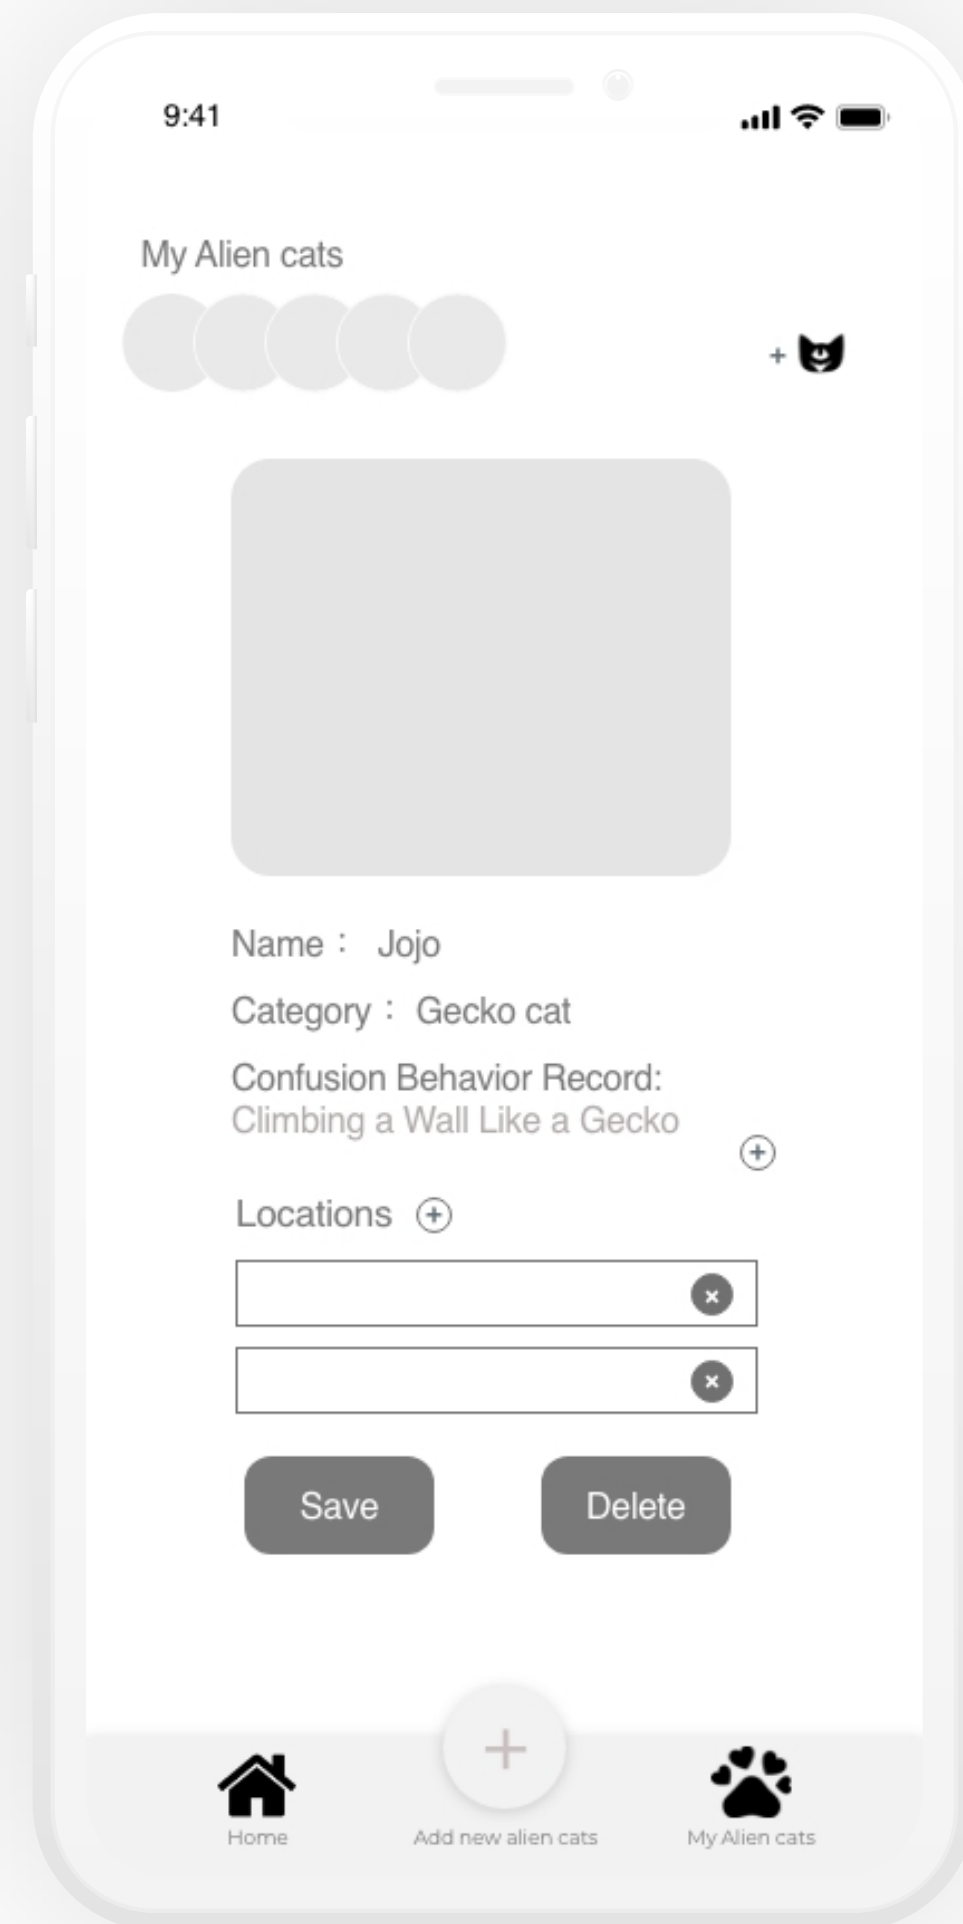 9:41
My Alien cats
+
Name： Jojo
Category： Gecko cat
Confusion Behavior Record:
Climbing a Wall Like a Gecko
+
Locations +
×
×
Save Delete
+
Home Add new alien cats My Alien cats